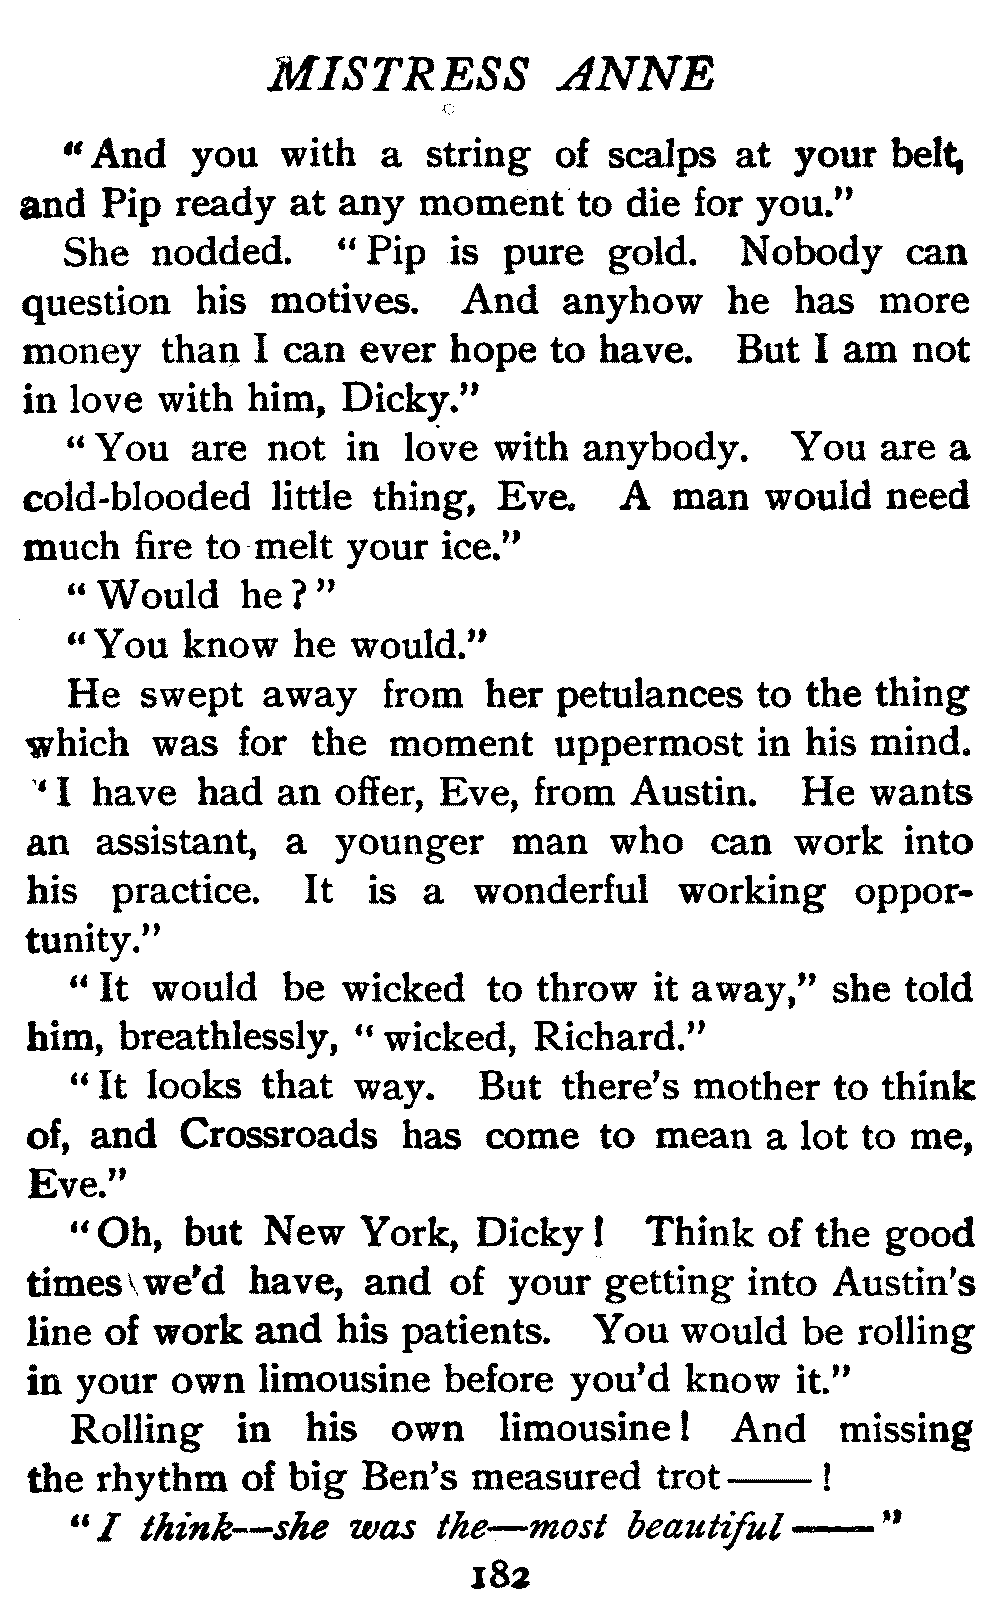 MISTRESS ANNE
"And you with a string of scalps at your belt,
and Pip ready at any moment to die for you."
She nodded. "Pip is pure gold. Nobody can
question his motives. And anyhow he has more
money than I can ever hope to have. But I am not
in love with him, Dicky."
"You are not in love with anybody. You are a
cold-blooded little thing, Eve. A man would need
much fire to melt your ice."
"Would he?"
"You know he would."
He swept away from her petulances to the thing
which was for the moment uppermost in his mind.
"I have had an offer, Eve, from Austin. He wants
an assistant, a younger man who can work into
his practice. It is a wonderful working oppor-
tunity."
"It would be wicked to throw it away," she told
him, breathlessly, "wicked, Richard."
"It looks that way. But there's mother to think
of, and Crossroads has come to mean a lot to me,
Eve."
"Oh, but New York, Dicky! Think of the good
times we'd have, and of your getting into Austin's
line of work and his patients. You would be rolling
in your own limousine before you'd know it."
Rolling in his own limousine! And missing
the rhythm of big Ben's measured trot——!
"I think—she was the—most beautiful——"
182